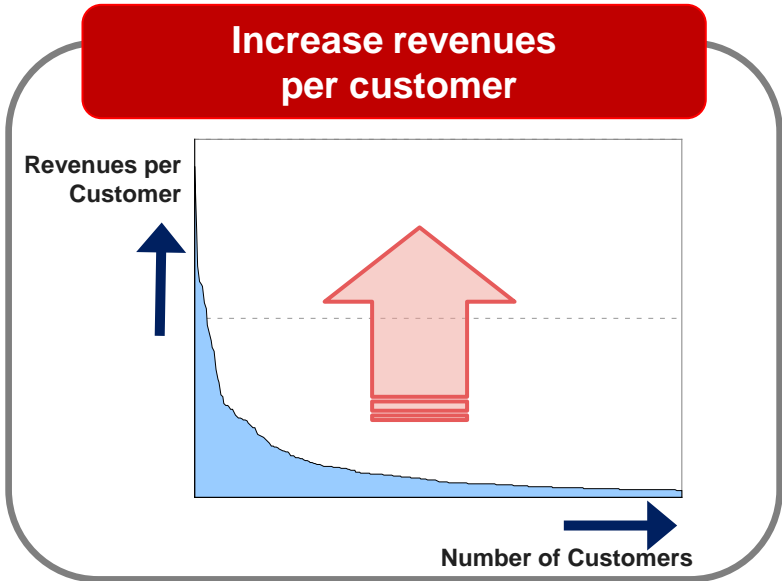 Increase revenues
per customer
Revenues per
Customer
Number of Customers